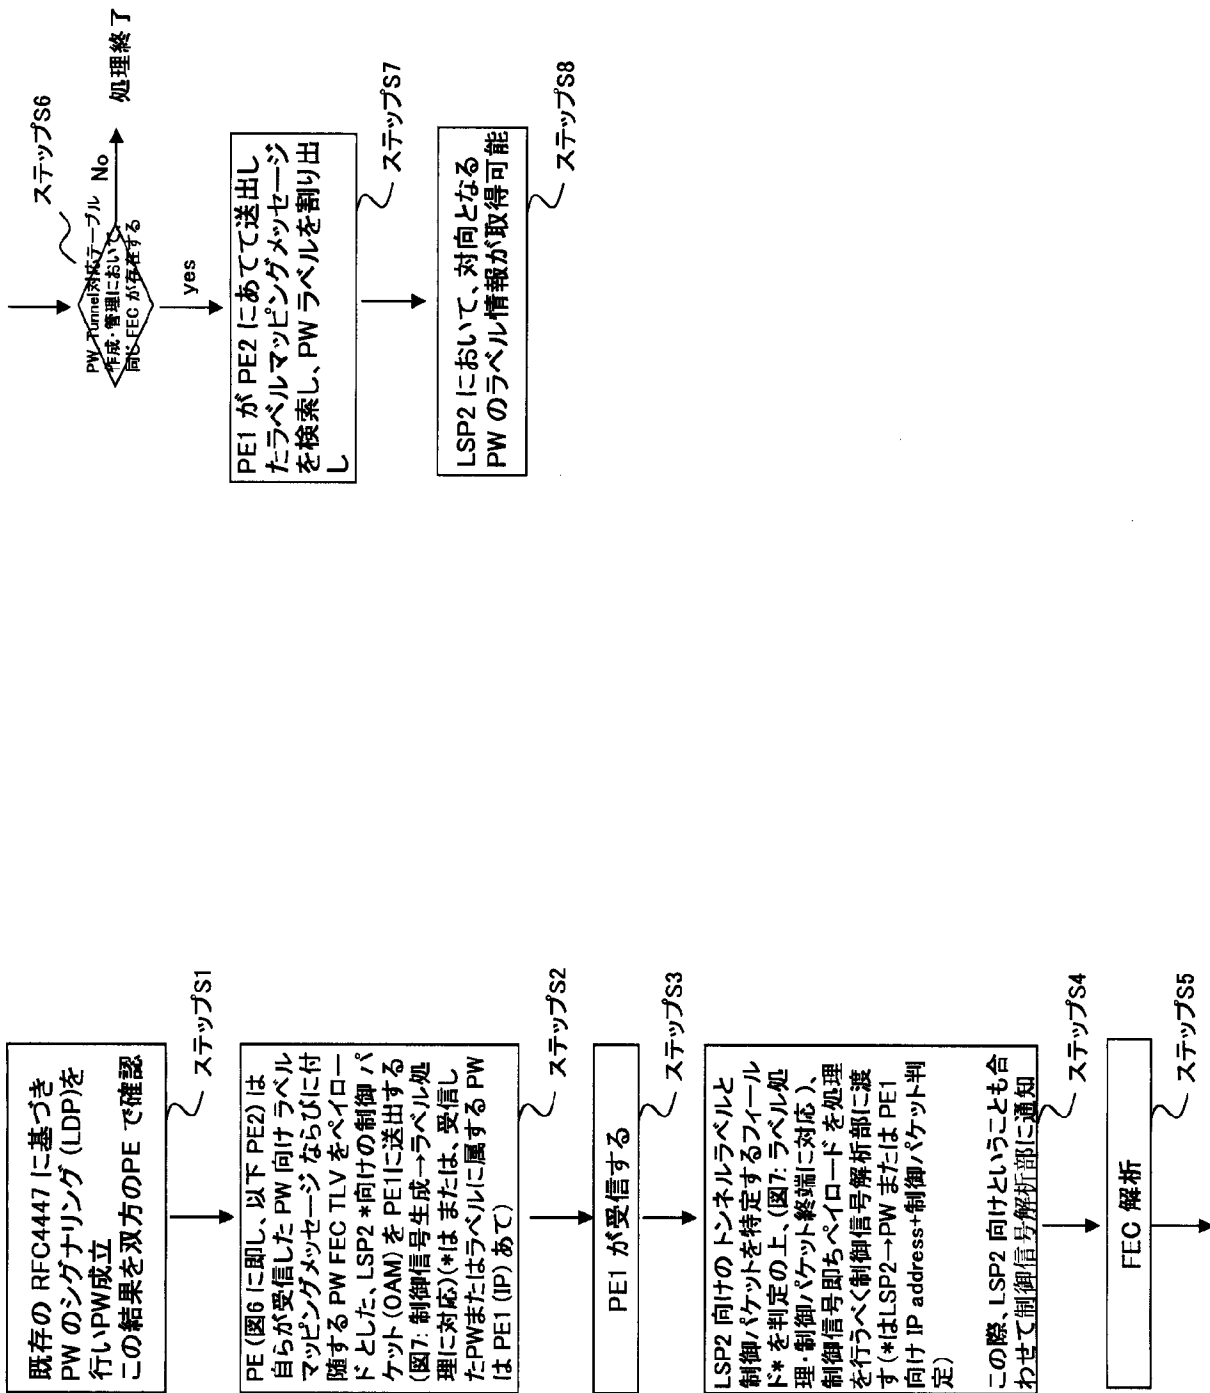 既存の RFC4447 に基づき
PW のシグナリング (LDP)を
行いPW成立
この結果を双方のPE で確認
ステップS1
PE (図6 に即し、以下 PE2) は
自らが受信した PW 向け ラベル
マッピングメッセージ ならびに付
随する PW FEC TLV をペイロー
ドとした、LSP2 *向けの制御 パ
ケット (OAM) を PE1に送出する
(図7: 制御信号生成→ラベル処
理に対応)(*は または、受信し
たPWまたはラベルに属する PW
は PE1 (IP) あて)
ステップS2
PE1 が受信する
ステップS3
LSP2 向けの トンネルラベルと
制御パケットを特定するフィール
ド* を判定の上、(図7: ラベル処
理・制御パケット終端に対応 )、
制御信号即ちペイロード を処理
を行うべく制御信号解析部に渡
す (*はLSP2→PW または PE1
向け IP address+制御パケット判
定)
この際、LSP2 向けということも合
わせて制御信号解析部に通知
ステップS4
FEC 解析
ステップS5
PW Tunnel対応テーブル
作成・管理において、
同じ FEC が存在する
ステップS6
No
処理終了
yes
PE1 が PE2 にあてて送出し
たラベルマッピングメッセージ
を検索し、PW ラベルを割り出
し
ステップS7
LSP2 において、対向となる
PW のラベル情報が取得可能
ステップS8